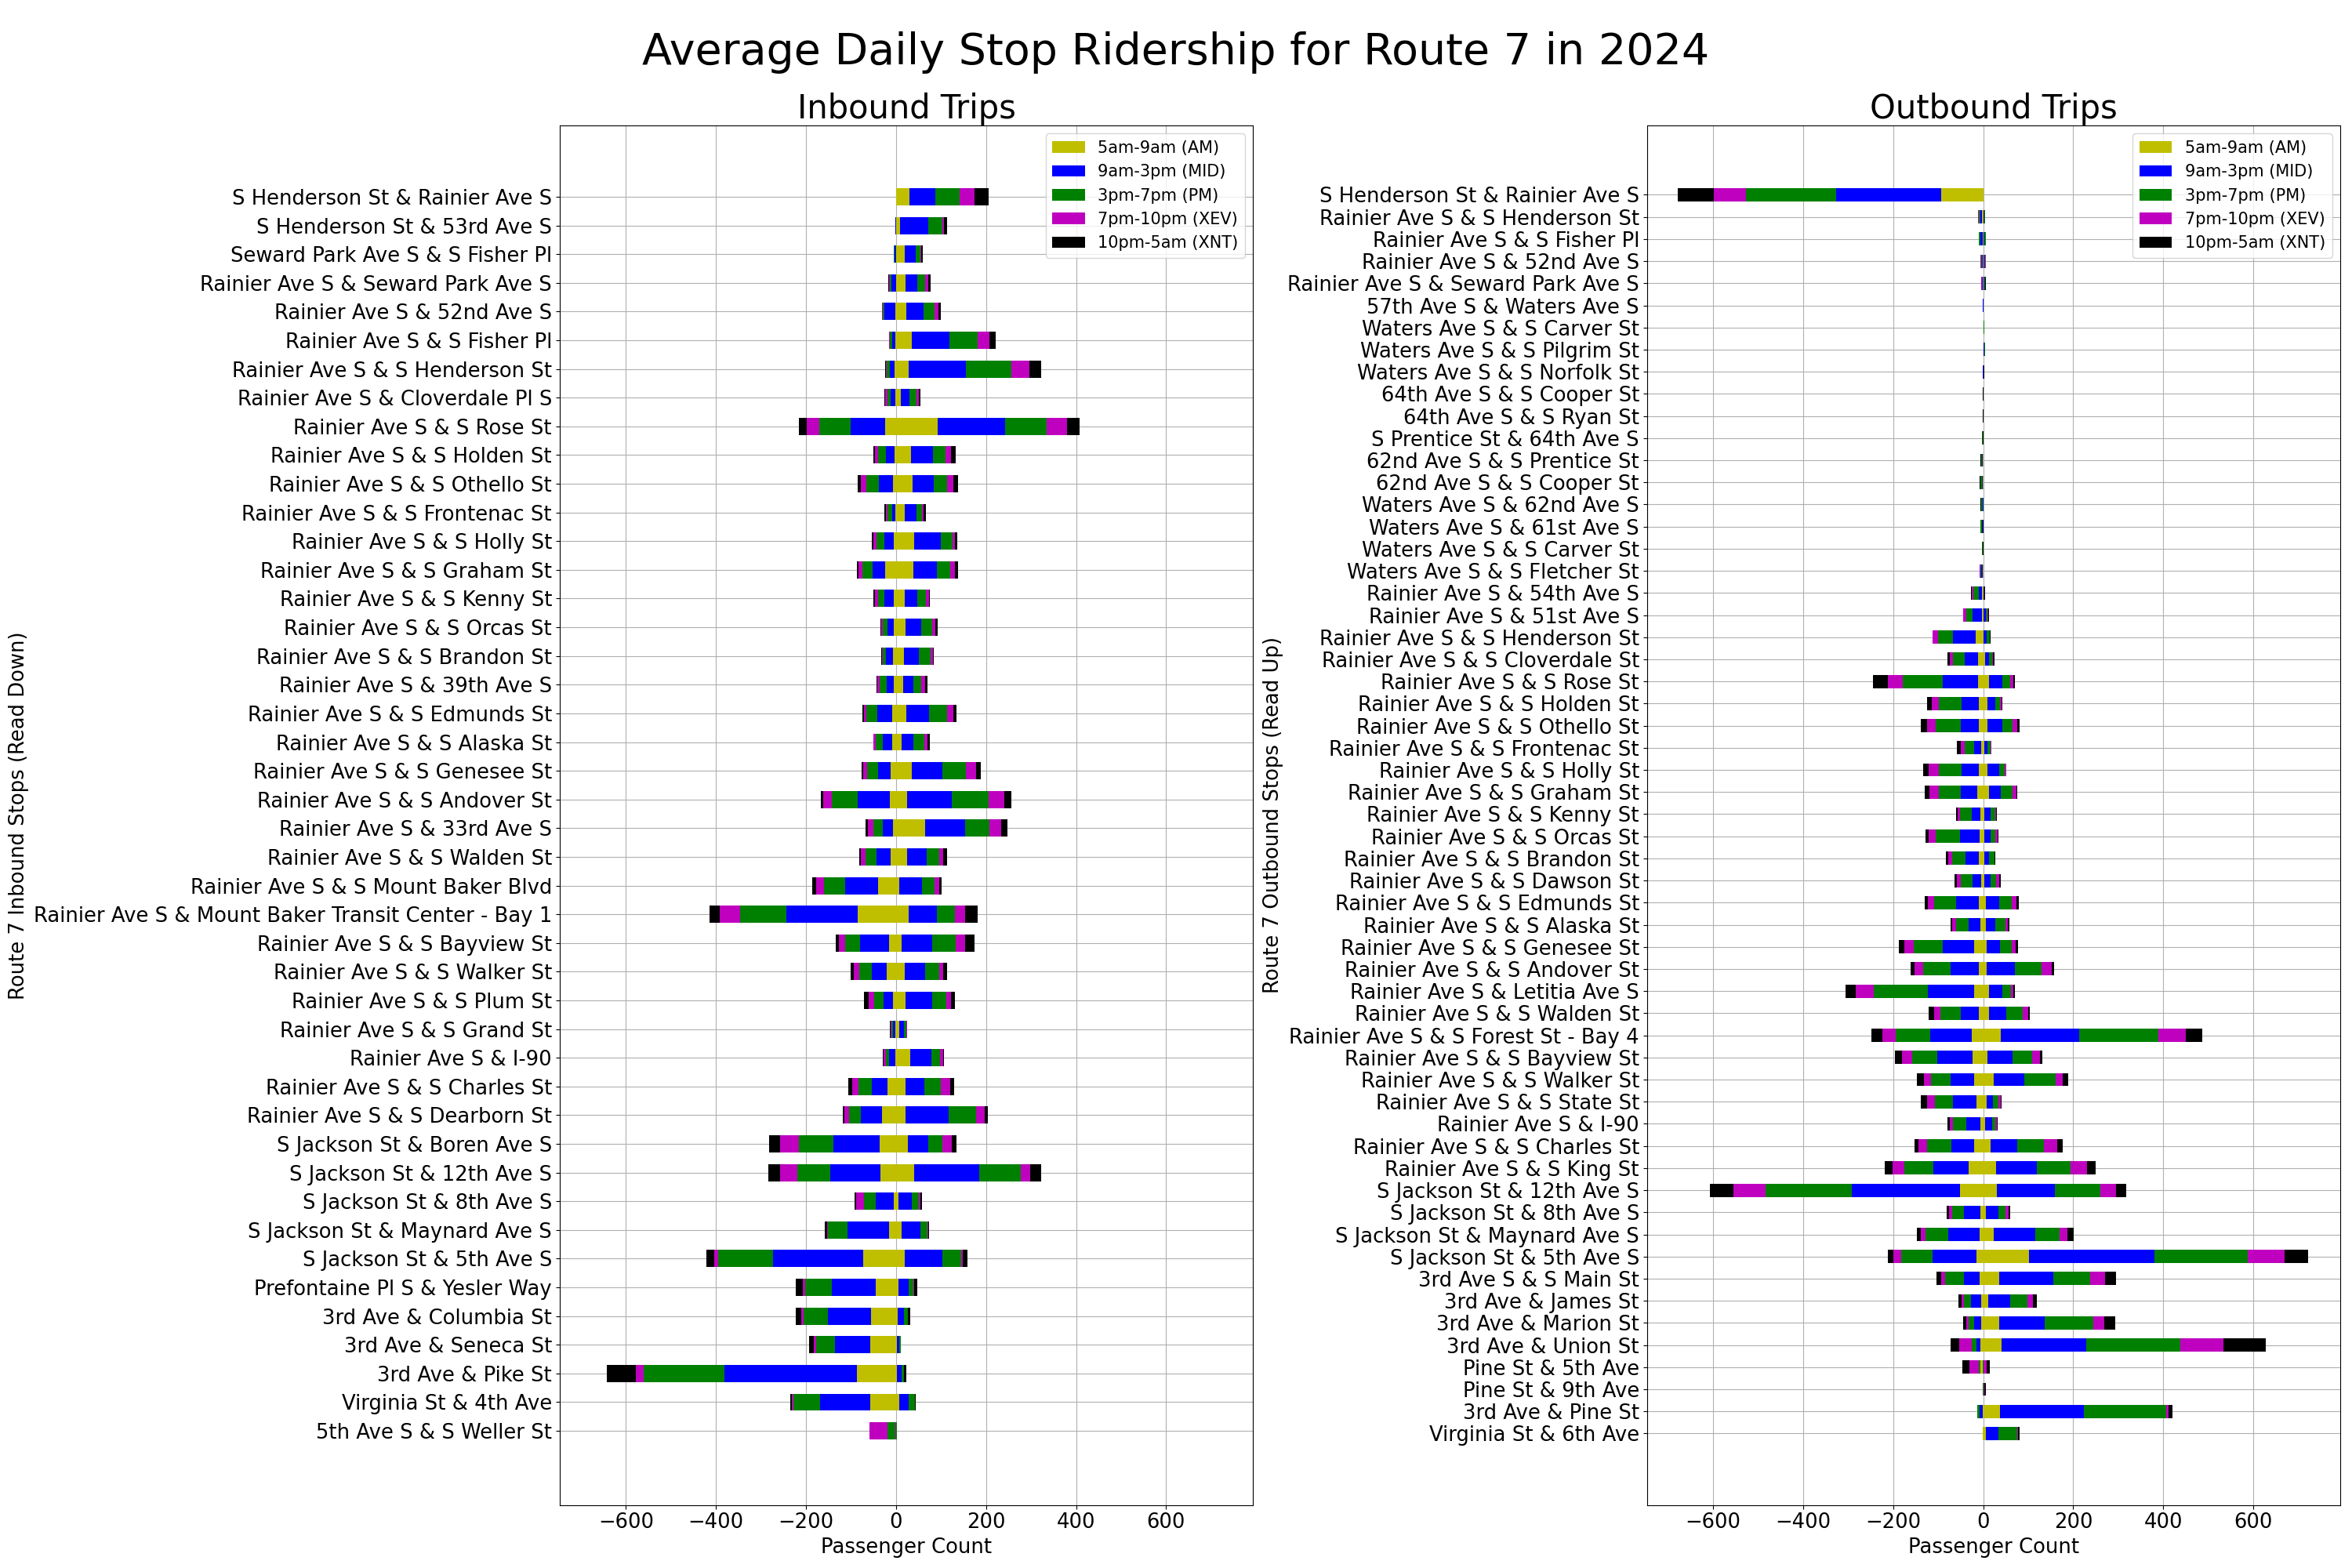 Average Daily Stop Ridership for Route 7 in 2024
Inbound Trips
5am-9am (AM)
9am-3pm (MID)
3pm-7pm (PM)
7pm-10pm (XEV)
10pm-5am (XNT)
Route 7 Inbound Stops (Read Down)
S Henderson St & Rainier Ave S
S Henderson St & 53rd Ave S
Seward Park Ave S & S Fisher Pl
Rainier Ave S & Seward Park Ave S
Rainier Ave S & 52nd Ave S
Rainier Ave S & S Fisher Pl
Rainier Ave S & S Henderson St
Rainier Ave S & Cloverdale Pl S
Rainier Ave S & S Rose St
Rainier Ave S & S Holden St
Rainier Ave S & S Othello St
Rainier Ave S & S Frontenac St
Rainier Ave S & S Holly St
Rainier Ave S & S Graham St
Rainier Ave S & S Kenny St
Rainier Ave S & S Orcas St
Rainier Ave S & S Brandon St
Rainier Ave S & 39th Ave S
Rainier Ave S & S Edmunds St
Rainier Ave S & S Alaska St
Rainier Ave S & S Genesee St
Rainier Ave S & S Andover St
Rainier Ave S & 33rd Ave S
Rainier Ave S & S Walden St
Rainier Ave S & S Mount Baker Blvd
Rainier Ave S & Mount Baker Transit Center - Bay 1
Rainier Ave S & S Bayview St
Rainier Ave S & S Walker St
Rainier Ave S & S Plum St
Rainier Ave S & S Grand St
Rainier Ave S & I-90
Rainier Ave S & S Charles St
Rainier Ave S & S Dearborn St
S Jackson St & Boren Ave S
S Jackson St & 12th Ave S
S Jackson St & 8th Ave S
S Jackson St & Maynard Ave S
S Jackson St & 5th Ave S
Prefontaine Pl S & Yesler Way
3rd Ave & Columbia St
3rd Ave & Seneca St
3rd Ave & Pike St
Virginia St & 4th Ave
5th Ave S & S Weller St
−600 −400 −200 0 200 400 600
Passenger Count
Outbound Trips
5am-9am (AM)
9am-3pm (MID)
3pm-7pm (PM)
7pm-10pm (XEV)
10pm-5am (XNT)
Route 7 Outbound Stops (Read Up)
S Henderson St & Rainier Ave S
Rainier Ave S & S Henderson St
Rainier Ave S & S Fisher Pl
Rainier Ave S & 52nd Ave S
Rainier Ave S & Seward Park Ave S
57th Ave S & Waters Ave S
Waters Ave S & S Carver St
Waters Ave S & S Pilgrim St
Waters Ave S & S Norfolk St
64th Ave S & S Cooper St
64th Ave S & S Ryan St
S Prentice St & 64th Ave S
62nd Ave S & S Prentice St
62nd Ave S & S Cooper St
Waters Ave S & 62nd Ave S
Waters Ave S & 61st Ave S
Waters Ave S & S Carver St
Waters Ave S & S Fletcher St
Rainier Ave S & 54th Ave S
Rainier Ave S & 51st Ave S
Rainier Ave S & S Henderson St
Rainier Ave S & S Cloverdale St
Rainier Ave S & S Rose St
Rainier Ave S & S Holden St
Rainier Ave S & S Othello St
Rainier Ave S & S Frontenac St
Rainier Ave S & S Holly St
Rainier Ave S & S Graham St
Rainier Ave S & S Kenny St
Rainier Ave S & S Orcas St
Rainier Ave S & S Brandon St
Rainier Ave S & S Dawson St
Rainier Ave S & S Edmunds St
Rainier Ave S & S Alaska St
Rainier Ave S & S Genesee St
Rainier Ave S & S Andover St
Rainier Ave S & Letitia Ave S
Rainier Ave S & S Walden St
Rainier Ave S & S Forest St - Bay 4
Rainier Ave S & S Bayview St
Rainier Ave S & S Walker St
Rainier Ave S & S State St
Rainier Ave S & I-90
Rainier Ave S & S Charles St
Rainier Ave S & S King St
S Jackson St & 12th Ave S
S Jackson St & 8th Ave S
S Jackson St & Maynard Ave S
S Jackson St & 5th Ave S
3rd Ave S & S Main St
3rd Ave & James St
3rd Ave & Marion St
3rd Ave & Union St
Pine St & 5th Ave
Pine St & 9th Ave
3rd Ave & Pine St
Virginia St & 6th Ave
−600 −400 −200 0 200 400 600
Passenger Count